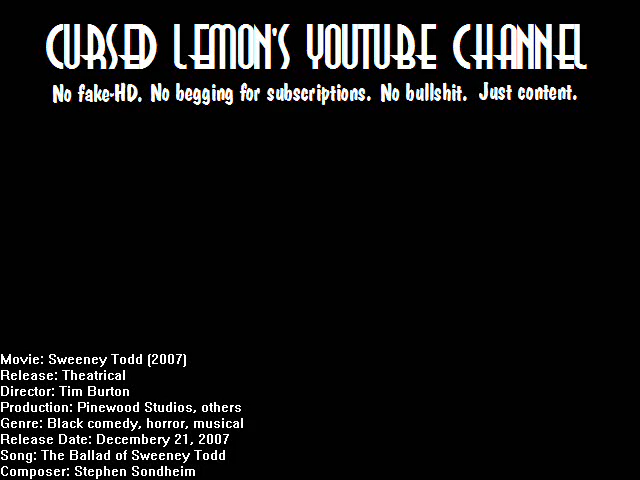 CURSED LEMON'S YOUTUBE CHANNEL
No fake-HD. No begging for subscriptions. No bullshit. Just content.
Movie: Sweeney Todd (2007)
Release: Theatrical
Director: Tim Burton
Production: Pinewood Studios, others
Genre: Black comedy, horror, musical
Release Date: Decembery 21, 2007
Song: The Ballad of Sweeney Todd
Composer: Stephen Sondheim